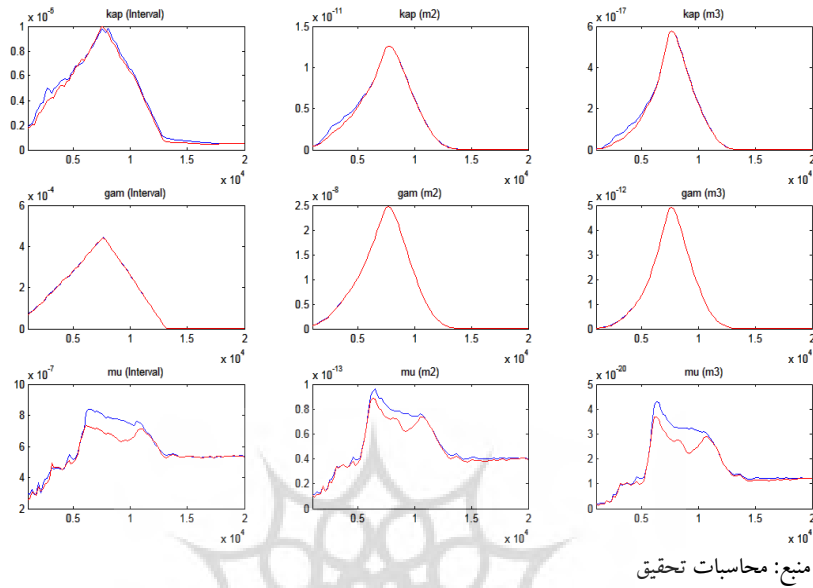 kap (Interval) kap (m2) kap (m3)
x 10^-5 x 10^-11 x 10^-17
1 0.8 0.6 0.4 0.2 0
1.5 1 0.5 0
6 4 2 0
0.5 1 1.5 2 0.5 1 1.5 2 0.5 1 1.5 2
x 10^4 x 10^4 x 10^4
gam (Interval) gam (m2) gam (m3)
x 10^-4 x 10^-8 x 10^-12
6 4 2 0 -2
2.5 2 1.5 1 0.5 0
5 4 3 2 1 0
0.5 1 1.5 2 0.5 1 1.5 2 0.5 1 1.5 2
x 10^4 x 10^4 x 10^4
mu (Interval) mu (m2) mu (m3)
x 10^-7 x 10^-13 x 10^-20
10 8 6 4 2
1 0.8 0.6 0.4 0.2 0
5 4 3 2 1 0
0.5 1 1.5 2 0.5 1 1.5 2 0.5 1 1.5 2
x 10^4 x 10^4 x 10^4
منبع: محاسبات تحقیق